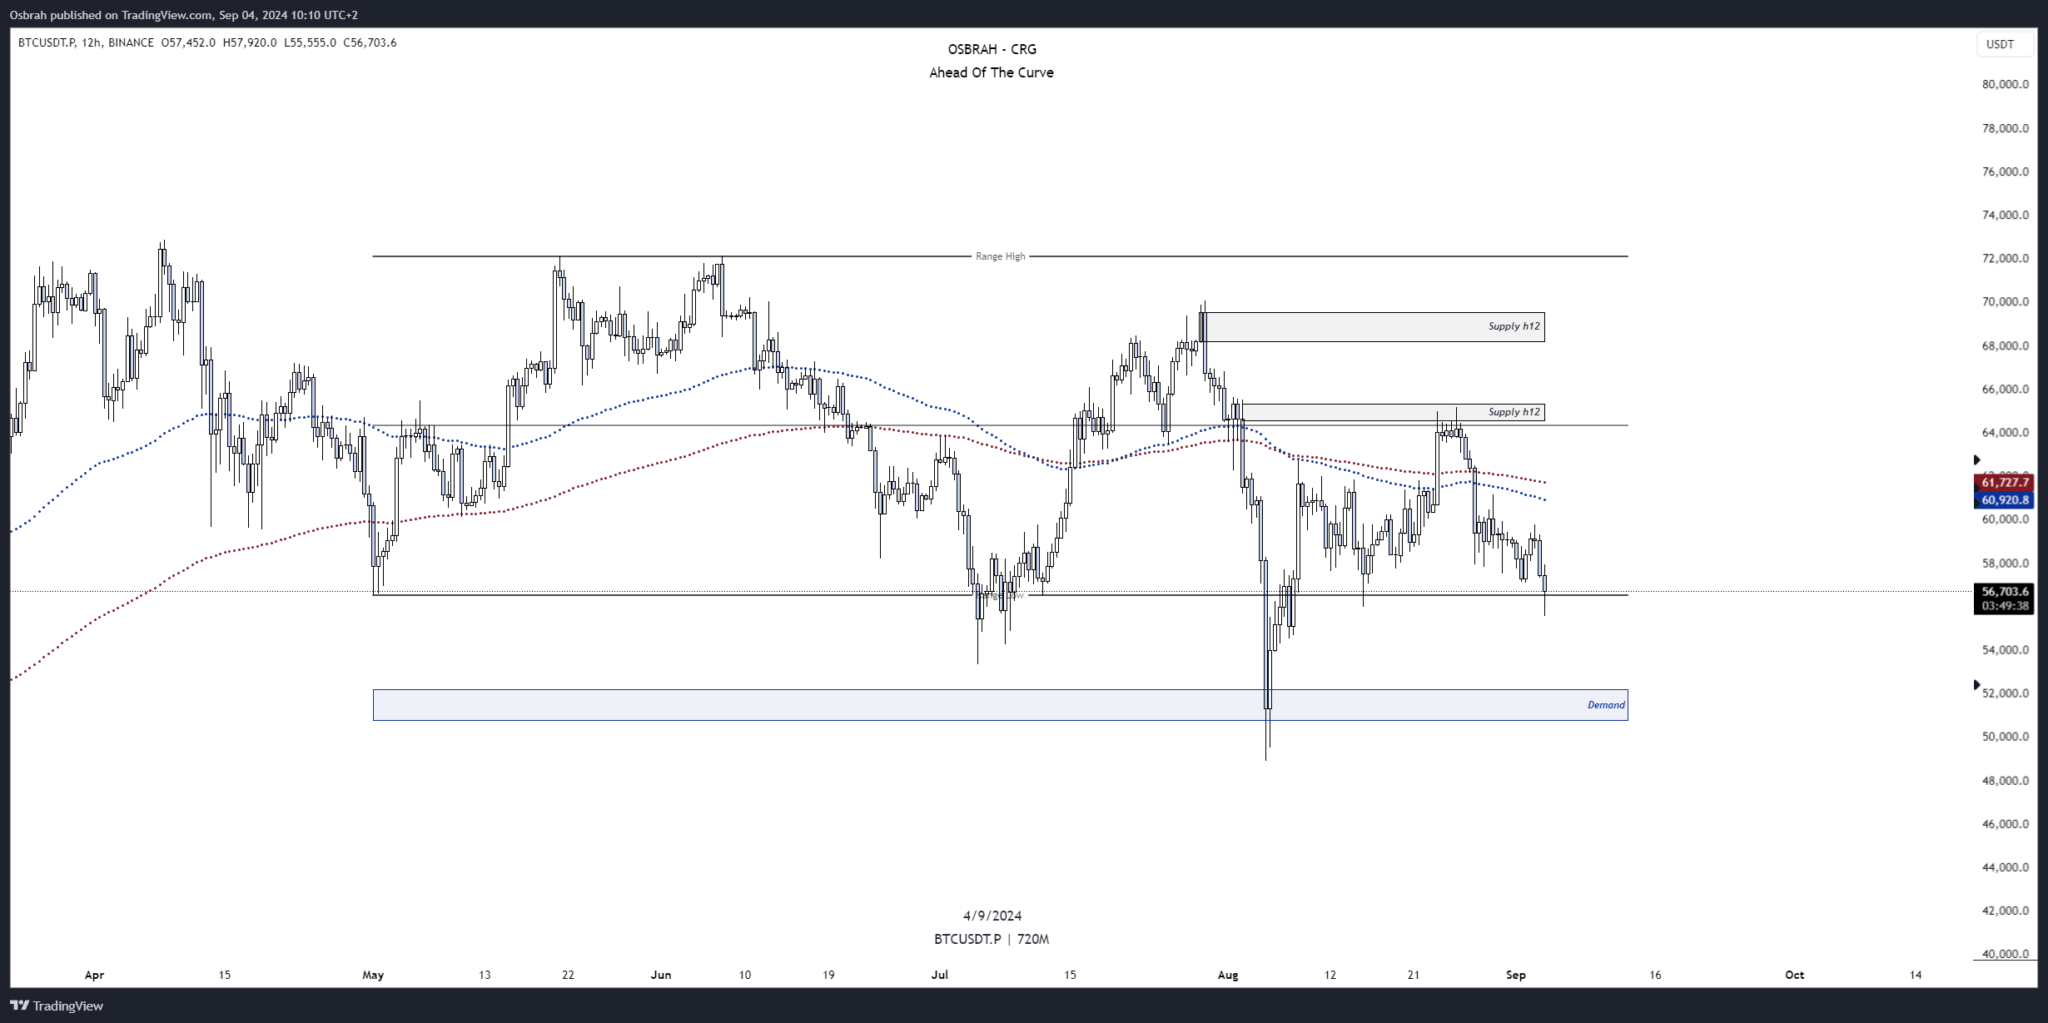 Osbrah published on TradingView.com, Sep 04, 2024 10:10 UTC+2
BTCUSDT.P, 12h, BINANCE O57,452.0 H57,920.0 L55,555.0 C56,703.6
OSBRAH - CRG
Ahead Of The Curve
USDT
80,000.0
78,000.0
76,000.0
74,000.0
72,000.0
70,000.0
68,000.0
66,000.0
64,000.0
61,727.7
60,920.8
60,000.0
58,000.0
56,703.6
03:49:38
54,000.0
52,000.0
50,000.0
48,000.0
46,000.0
44,000.0
42,000.0
40,000.0
Range High
Supply h12
Supply h12
Range Low
Demand
4/9/2024
BTCUSDT.P | 720M
Apr 15 May 13 22 Jun 10 19 Jul 15 Aug 12 21 Sep 16 Oct 14
TradingView